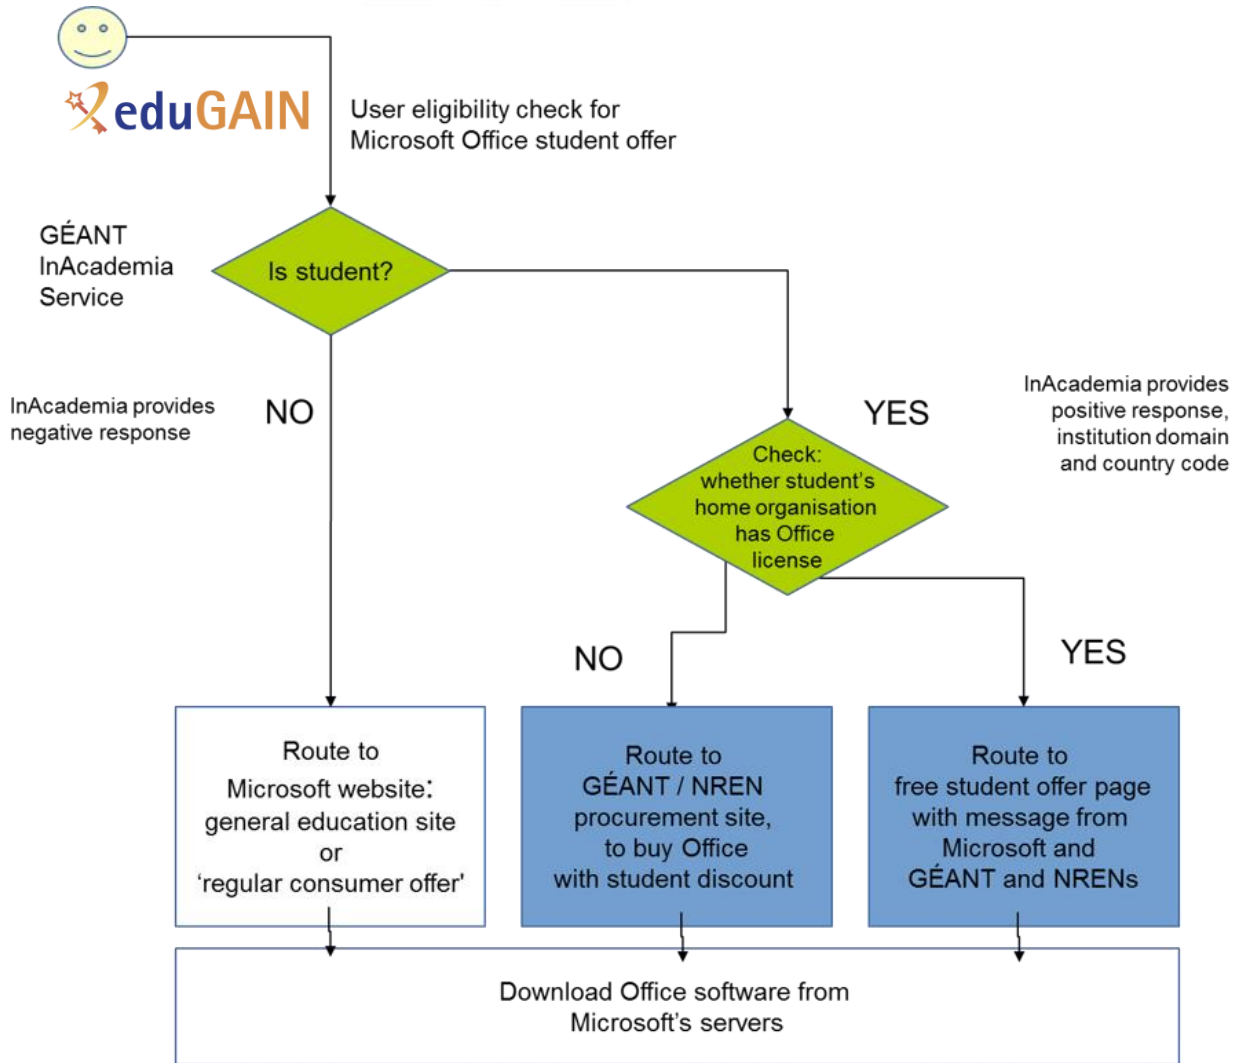 eduGAIN
User eligibility check for
Microsoft Office student offer
GÉANT
InAcademia
Service
Is student?
InAcademia provides
negative response
NO
YES
InAcademia provides
positive response,
institution domain
and country code
Check:
whether student’s
home organisation
has Office
license
NO
YES
Route to
Microsoft website:
general education site
or
‘regular consumer offer'
Route to
GÉANT / NREN
procurement site,
to buy Office
with student discount
Route to
free student offer page
with message from
Microsoft and
GÉANT and NRENs
Download Office software from
Microsoft’s servers